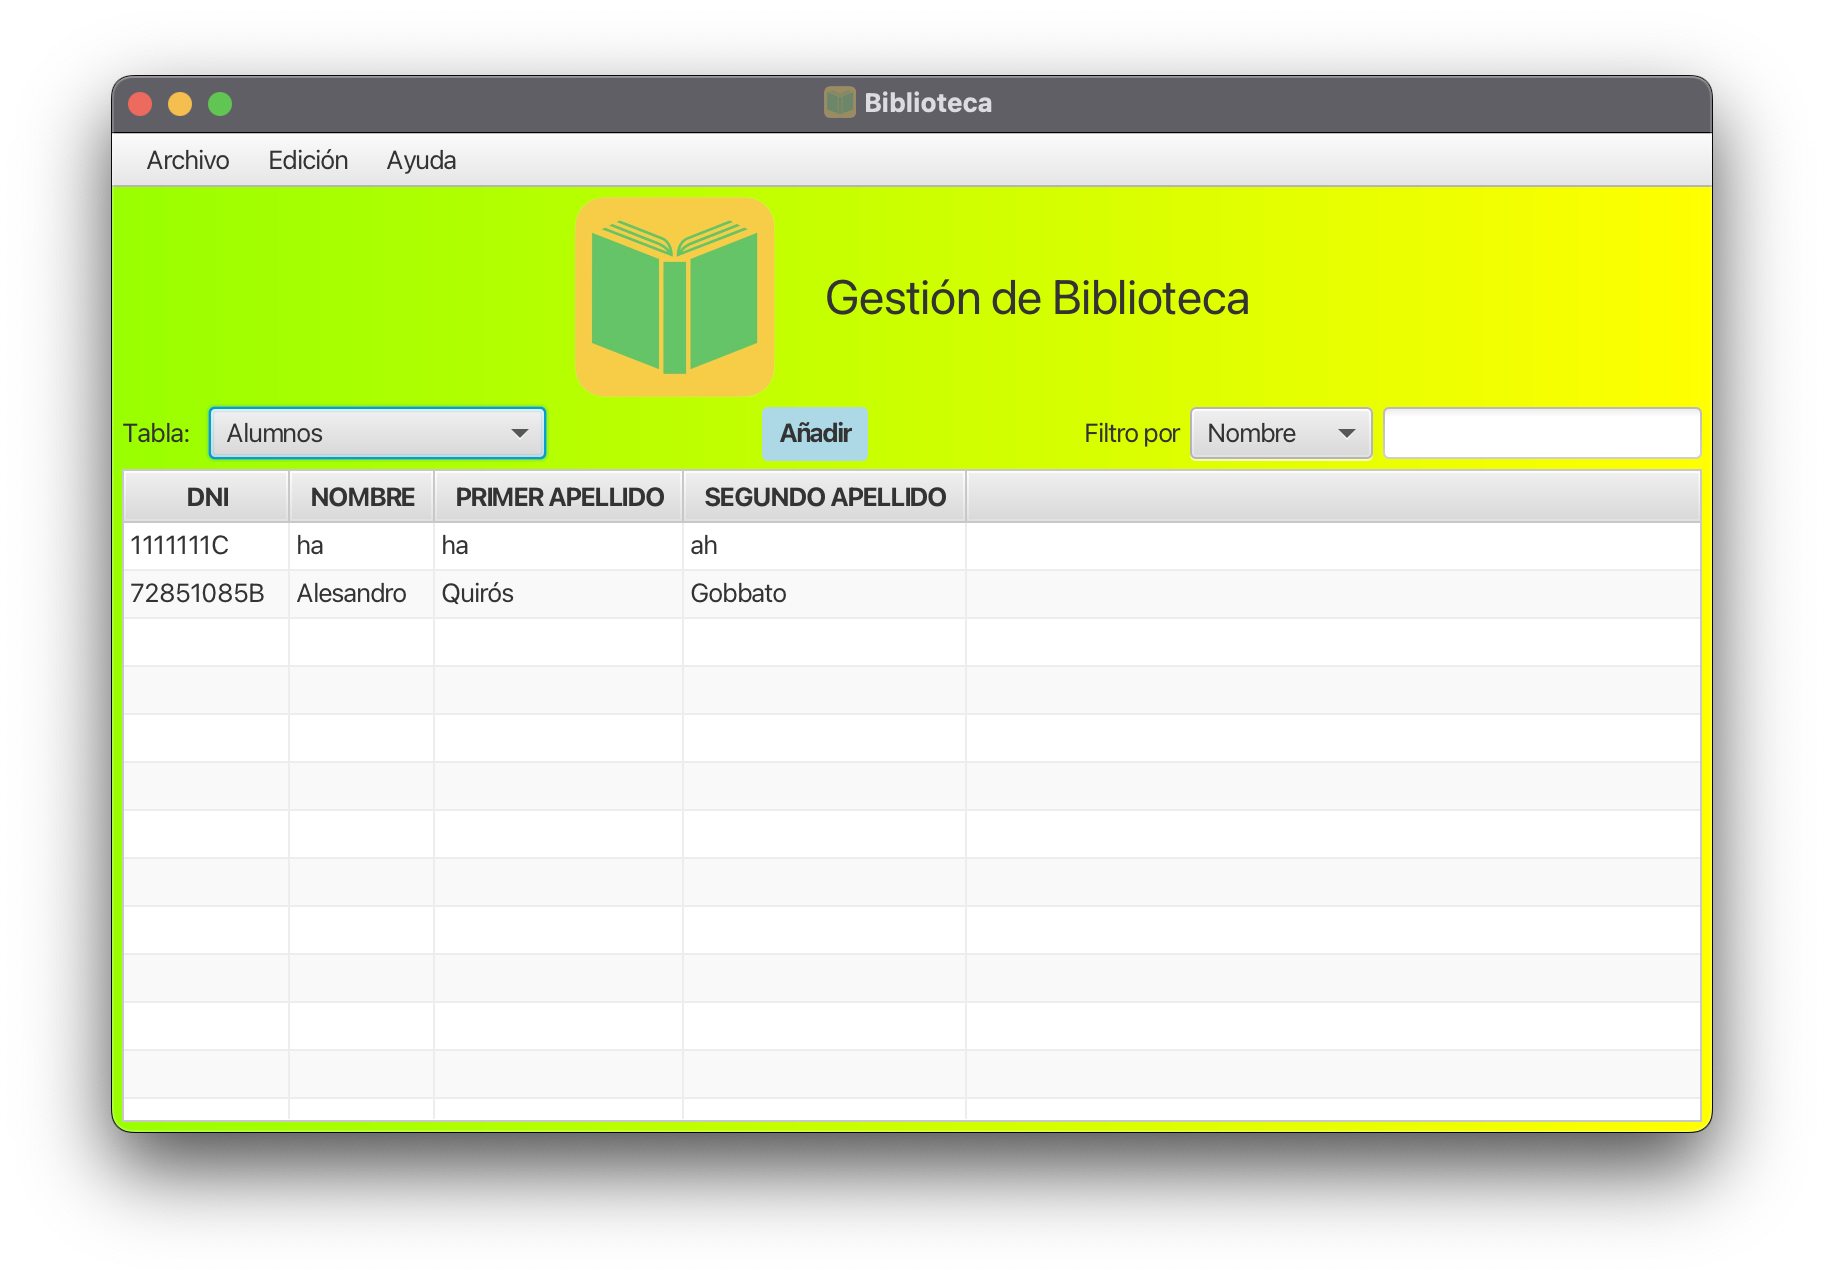 Biblioteca
Archivo Edición Ayuda
Gestión de Biblioteca
Tabla: Alumnos Añadir Filtro por Nombre
DNI NOMBRE PRIMER APELLIDO SEGUNDO APELLIDO
1111111C ha ha ah
72851085B Alesandro Quirós Gobbato